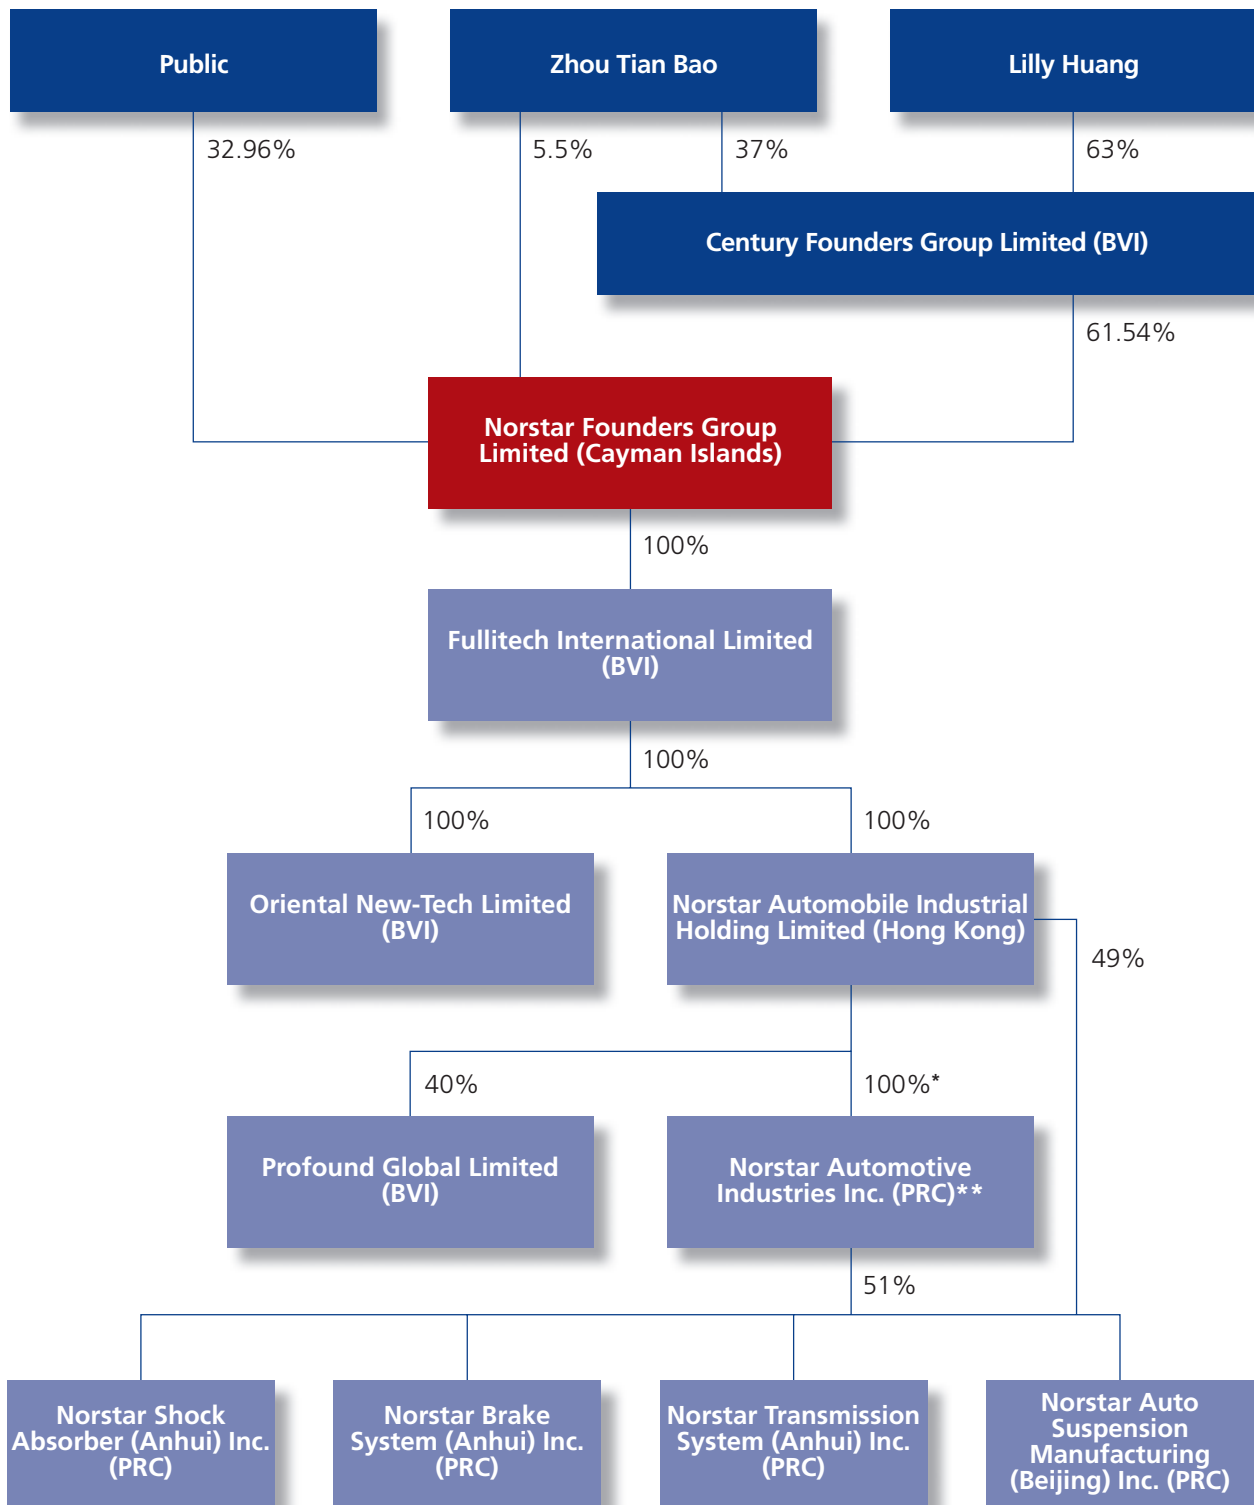 Public
Zhou Tian Bao
Lilly Huang
32.96%
5.5%
37%
63%
Century Founders Group Limited (BVI)
61.54%
Norstar Founders Group
Limited (Cayman Islands)
100%
Fullitech International Limited
(BVI)
100%
100%
100%
Oriental New-Tech Limited
(BVI)
Norstar Automobile Industrial
Holding Limited (Hong Kong)
49%
40%
100%*
Profound Global Limited
(BVI)
Norstar Automotive
Industries Inc. (PRC)**
51%
Norstar Shock
Absorber (Anhui) Inc.
(PRC)
Norstar Brake
System (Anhui) Inc.
(PRC)
Norstar Transmission
System (Anhui) Inc.
(PRC)
Norstar Auto
Suspension
Manufacturing
(Beijing) Inc. (PRC)